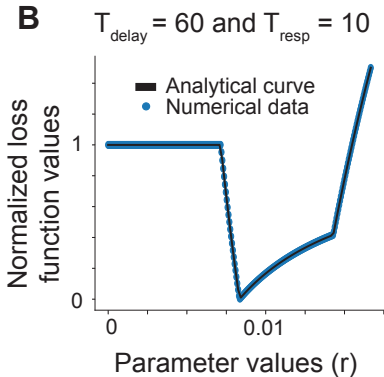 B
T_delay = 60 and T_resp = 10
Analytical curve
Numerical data
Normalized loss
function values
1
0
0
0.01
Parameter values (r)